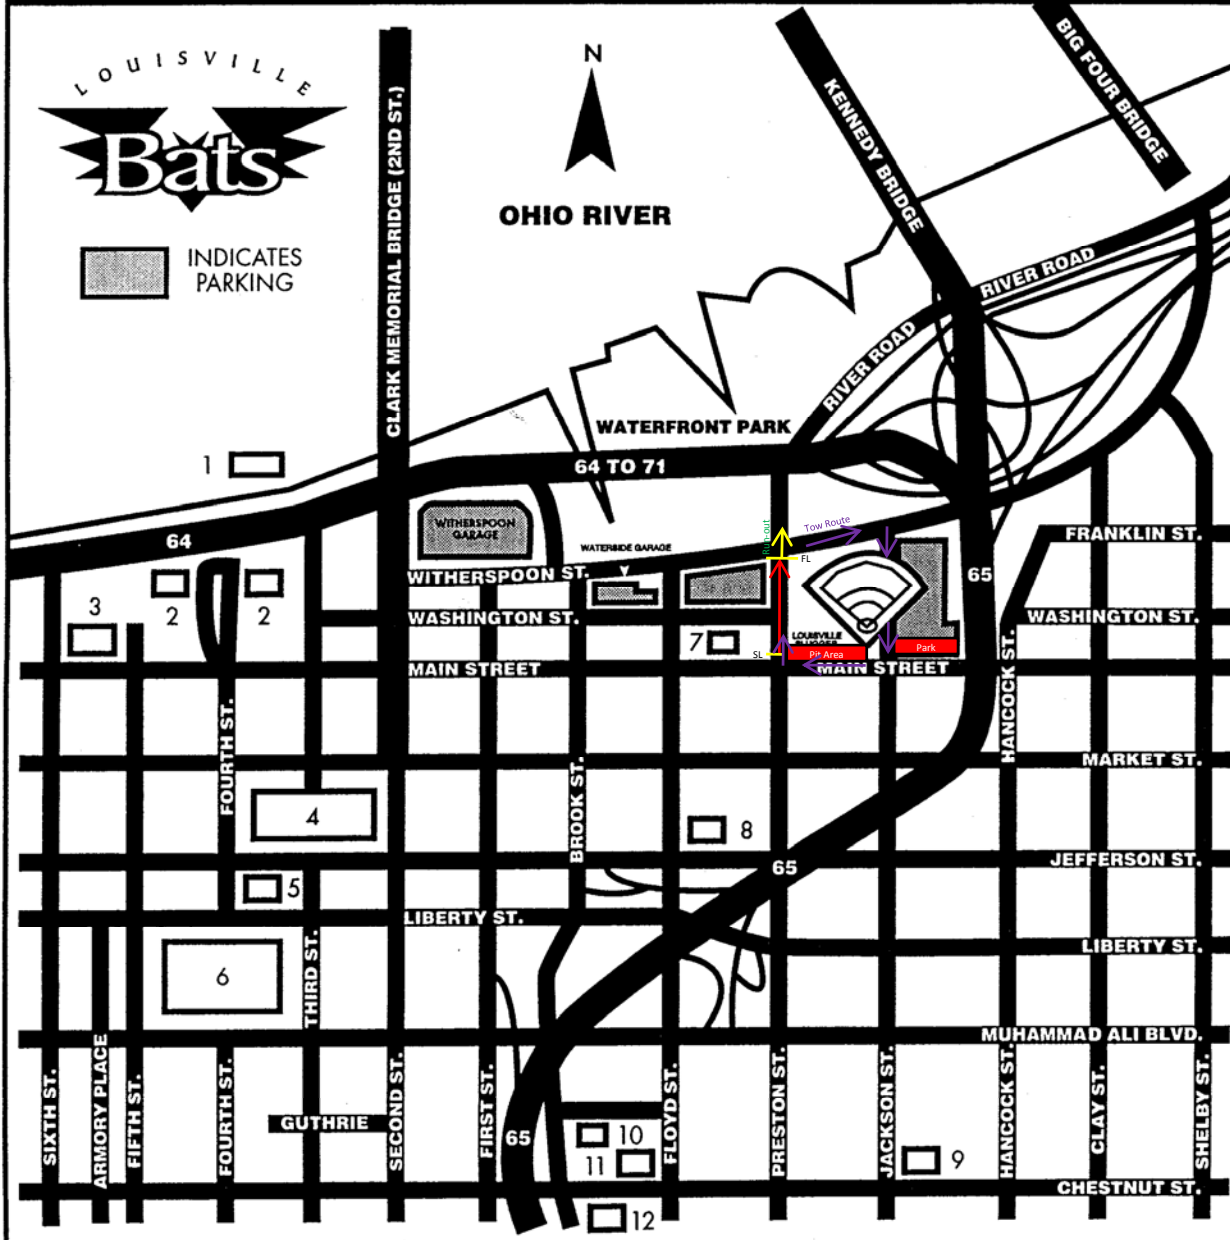 LOUISVILLE
Bats
INDICATES
PARKING
N
OHIO RIVER
CLARK MEMORIAL BRIDGE (2ND ST.)
KENNEDY BRIDGE
BIG FOUR BRIDGE
RIVER ROAD
RIVER ROAD
WATERFRONT PARK
64 TO 71
1
64
WITHERSPOON
GARAGE
WITHERSPOON ST.
WATERSIDE GARAGE
Run-out
Tow Route
FL
FRANKLIN ST.
65
2
2
3
WASHINGTON ST.
WASHINGTON ST.
7
LOUISVILLE
SLUGGER
SL
Pit Area
Park
MAIN STREET
MAIN STREET
HANCOCK ST.
FOURTH ST.
MARKET ST.
4
BROOK ST.
8
JEFFERSON ST.
65
5
LIBERTY ST.
LIBERTY ST.
6
THIRD ST.
MUHAMMAD ALI BLVD.
SIXTH ST.
ARMORY PLACE
FIFTH ST.
FOURTH ST.
GUTHRIE
SECOND ST.
FIRST ST.
65
10
11
12
FLOYD ST.
PRESTON ST.
JACKSON ST.
9
HANCOCK ST.
CLAY ST.
SHELBY ST.
CHESTNUT ST.